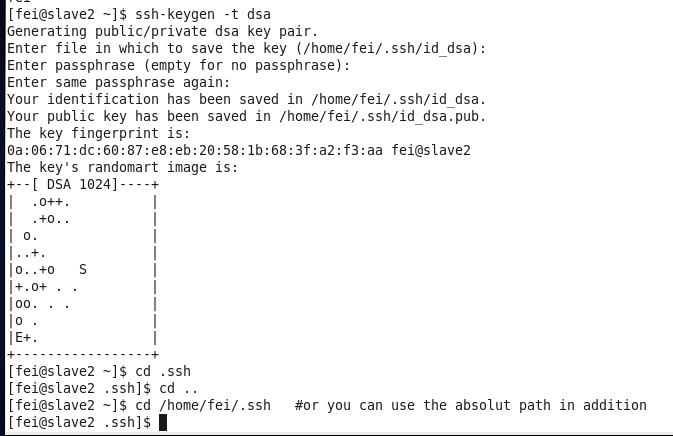 [fei@slave2 ~]$ ssh-keygen -t dsa
Generating public/private dsa key pair.
Enter file in which to save the key (/home/fei/.ssh/id_dsa):
Enter passphrase (empty for no passphrase):
Enter same passphrase again:
Your identification has been saved in /home/fei/.ssh/id_dsa.
Your public key has been saved in /home/fei/.ssh/id_dsa.pub.
The key fingerprint is:
0a:06:71:dc:60:87:e8:eb:20:58:1b:68:3f:a2:f3:aa fei@slave2
The key's randomart image is:
+--[ DSA 1024]----+
|  .o++.          |
|  .+o..          |
| o.              |
|..+.             |
|o..+o   S        |
|+.o+ . .         |
|oo. . .          |
|o .              |
|E+.              |
+-----------------+
[fei@slave2 ~]$ cd .ssh
[fei@slave2 .ssh]$ cd ..
[fei@slave2 ~]$ cd /home/fei/.ssh   #or you can use the absolut path in addition
[fei@slave2 .ssh]$